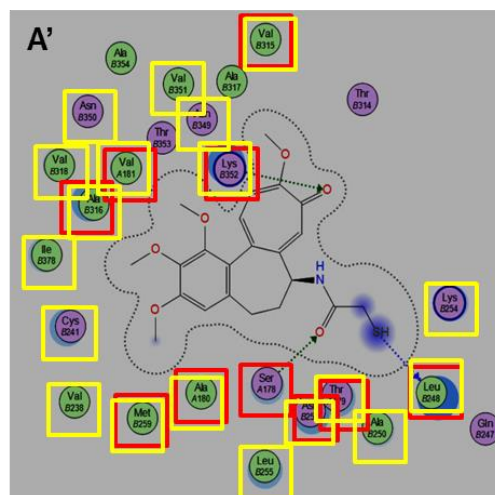 A'
Val
B315
Ala
B354
Val
B351
Ala
B317
Thr
B314
Asn
B350
B349
Thr
B353
Val
B318
Val
A181
Lys
B352
O
O
Ala
B316
O
O
Ile
B378
O
H
N
Lys
B254
Cys
B241
O
SH
Ser
A178
Ala
A180
Thr
Leu
B248
Val
B238
Met
B259
Ala
B250
Gln
B247
Leu
B255